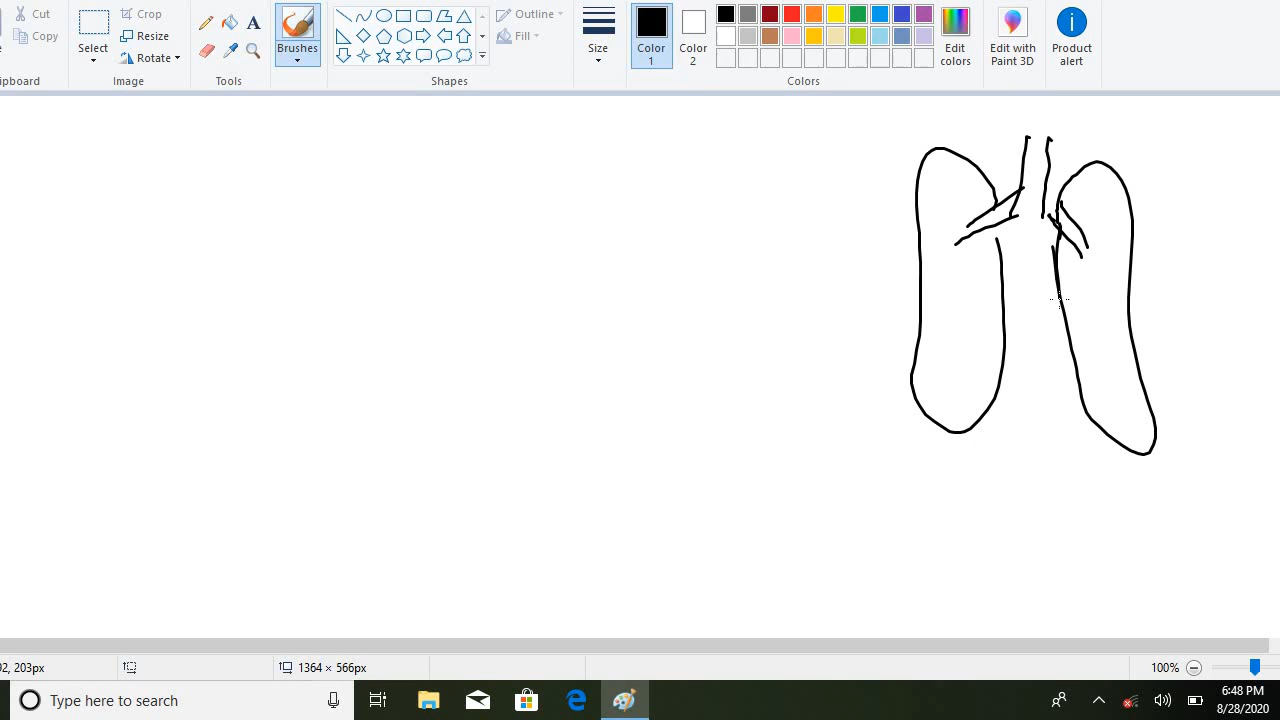 Cut
Copy
Select
Crop
Resize
Rotate
Brushes
Outline
Fill
Size
Color
1
Color
2
Edit
colors
Edit with
Paint 3D
Product
alert
Image
Tools
Shapes
Colors
203px
1364 × 566px
100%
Type here to search
6:48 PM
8/28/2020